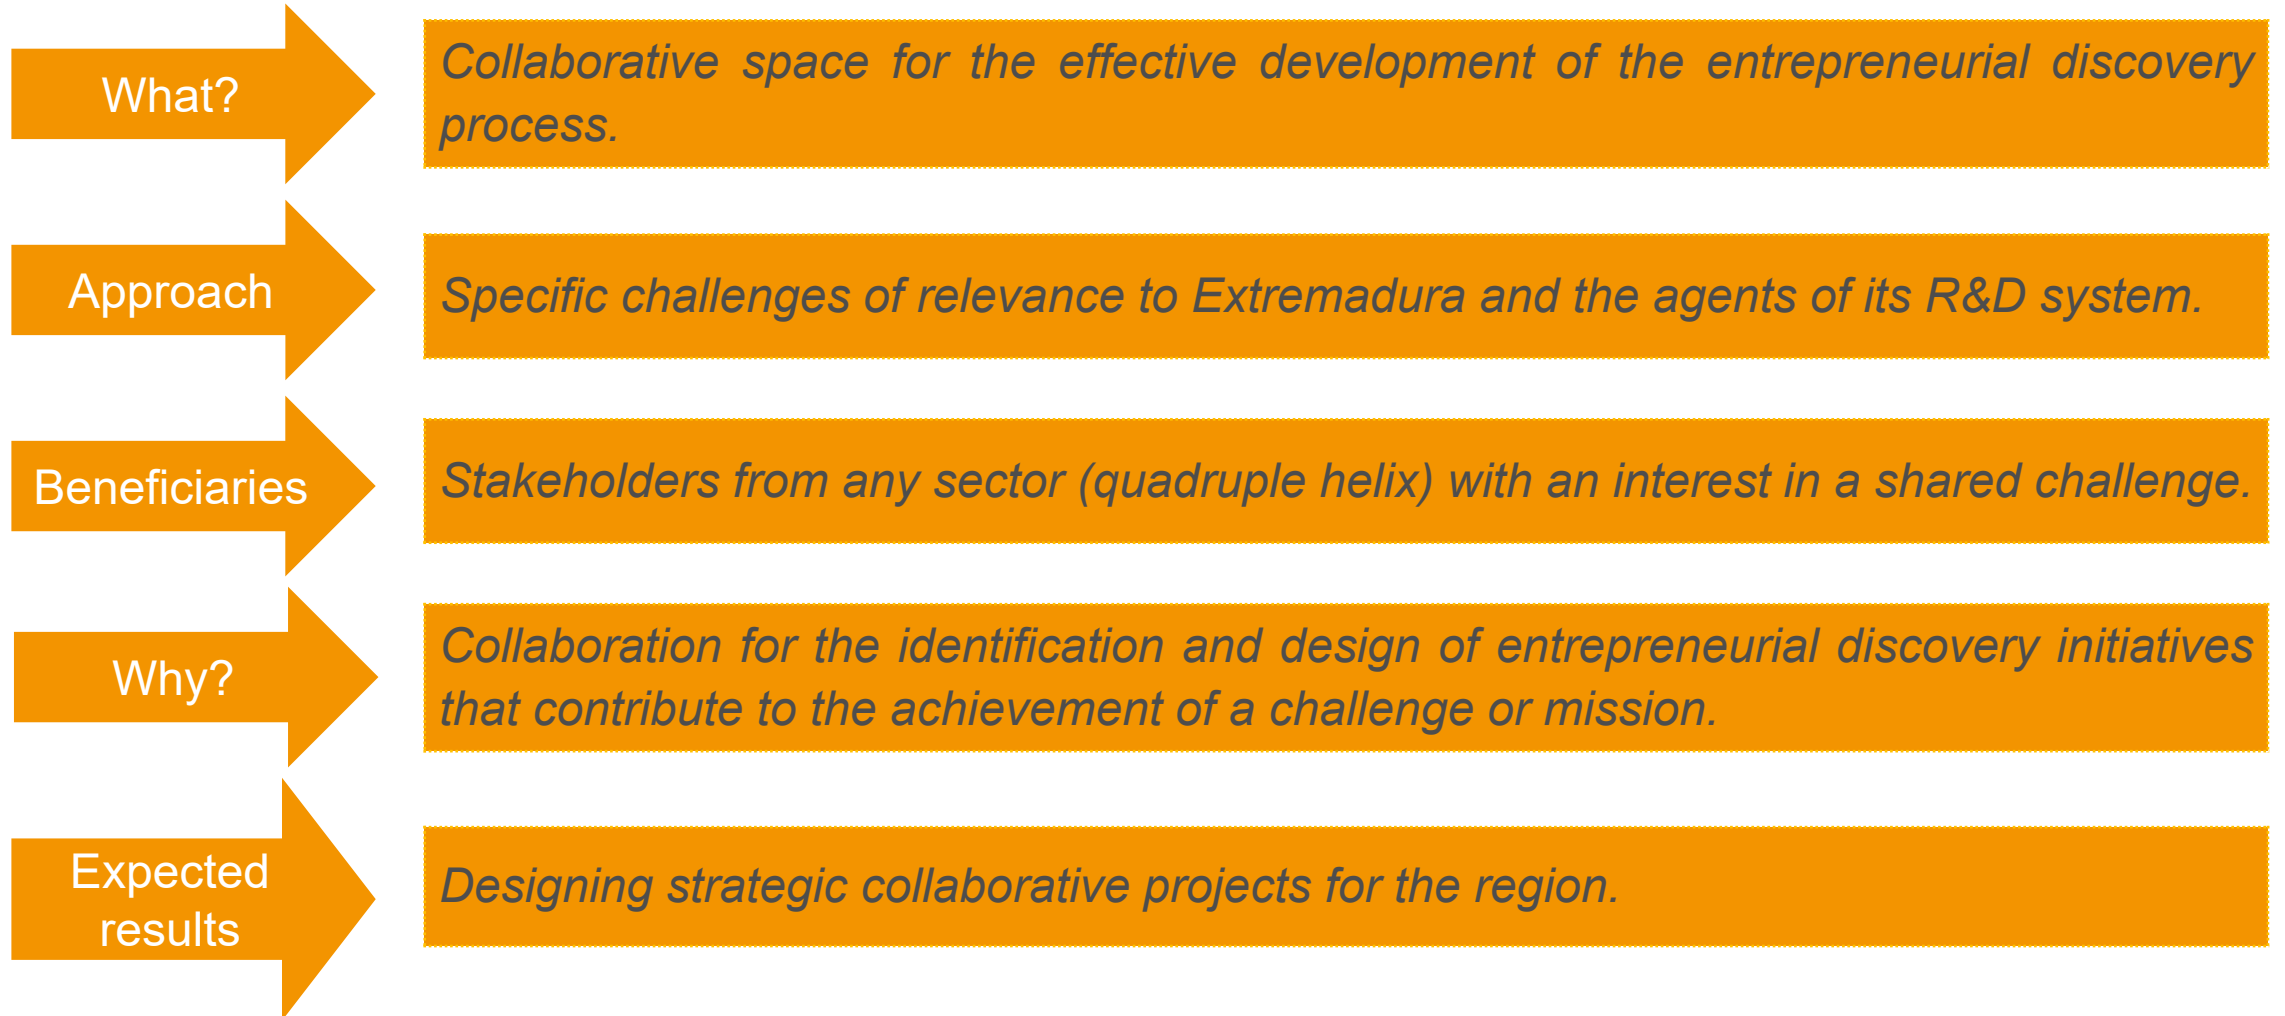 What?
Collaborative space for the effective development of the entrepreneurial discovery
process.
Approach
Specific challenges of relevance to Extremadura and the agents of its R&D system.
Beneficiaries
Stakeholders from any sector (quadruple helix) with an interest in a shared challenge.
Why?
Collaboration for the identification and design of entrepreneurial discovery initiatives
that contribute to the achievement of a challenge or mission.
Expected
results
Designing strategic collaborative projects for the region.